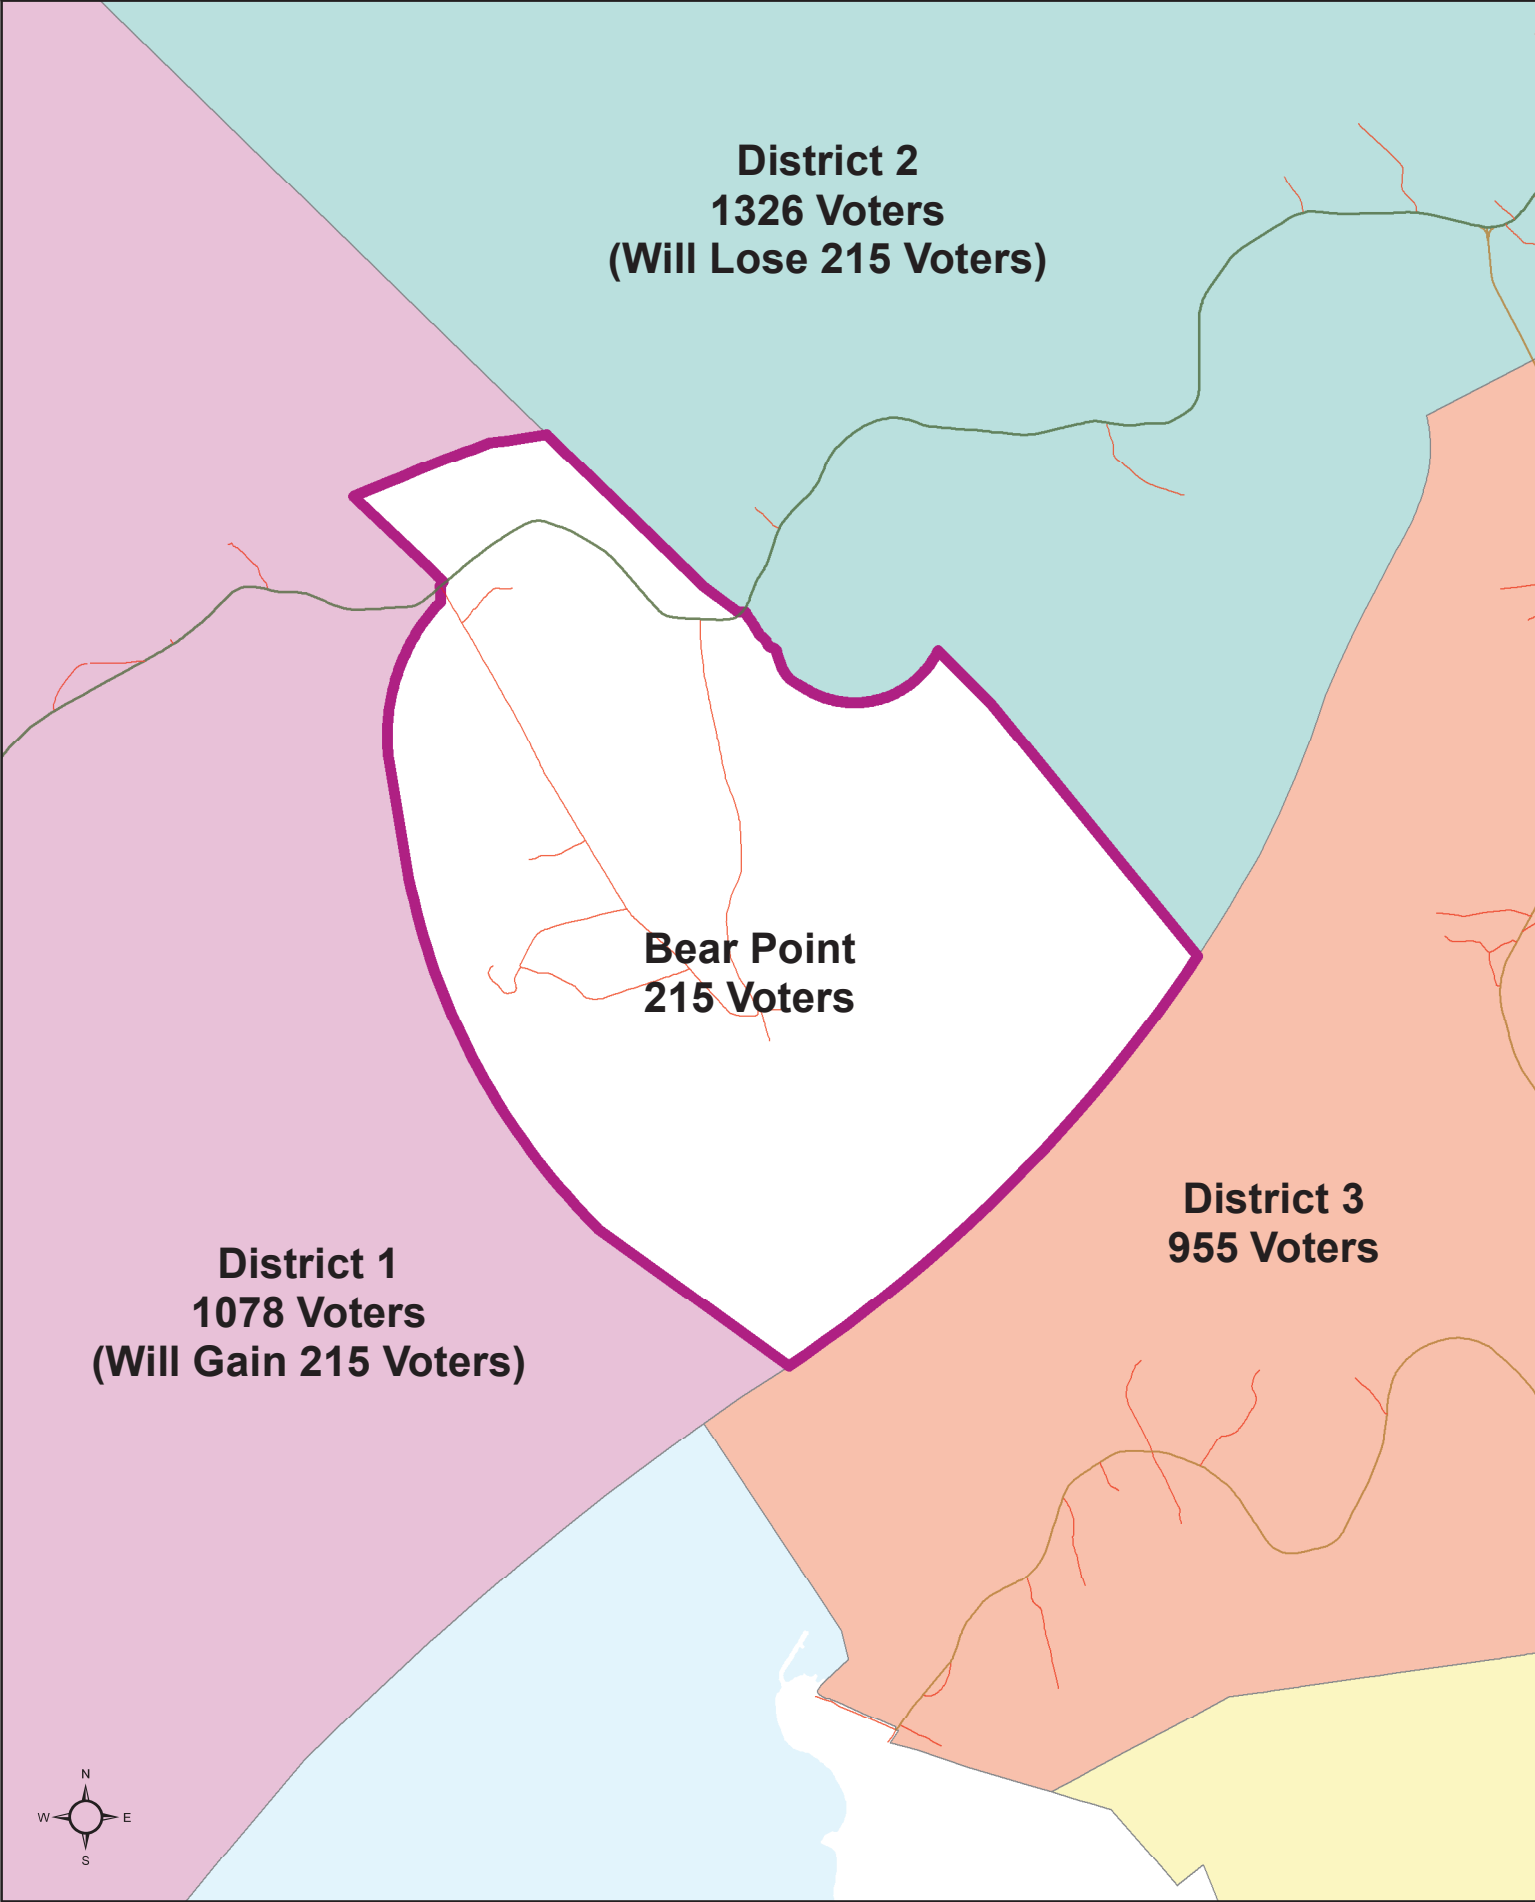 District 2
1326 Voters
(Will Lose 215 Voters)
Bear Point
215 Voters
District 3
955 Voters
District 1
1078 Voters
(Will Gain 215 Voters)
N
W E
S